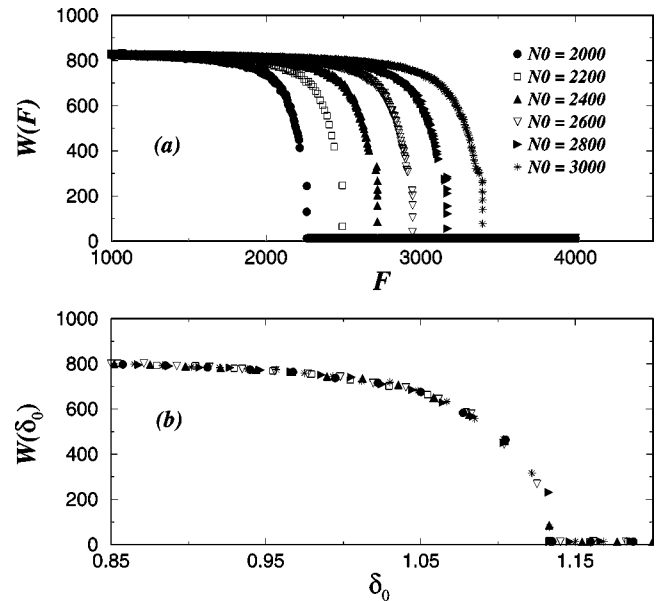 1000
800
600
400
200
0
W(F)
(a)
N0 = 2000
N0 = 2200
N0 = 2400
N0 = 2600
N0 = 2800
N0 = 3000
1000 2000 3000 4000
F
1000
800
600
400
200
0
W(δ₀)
(b)
0.85 0.95 1.05 1.15
δ₀